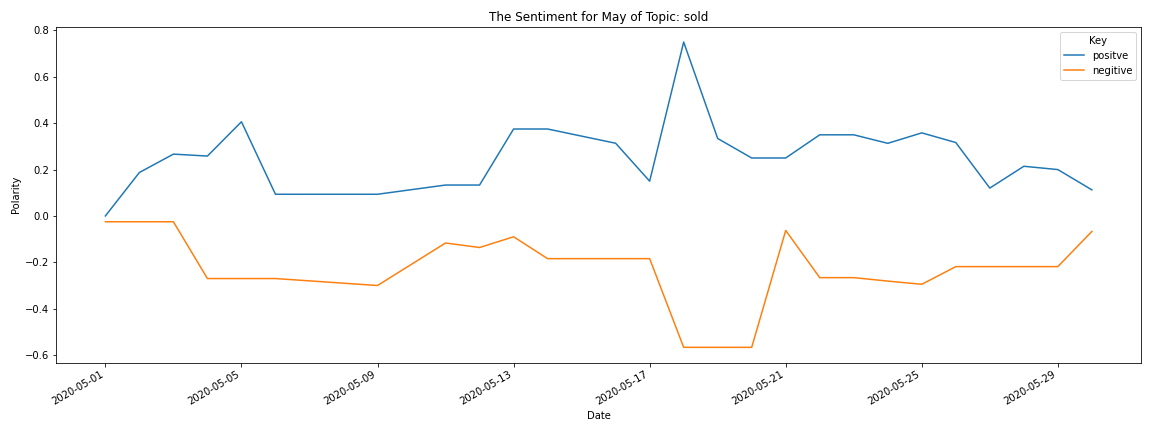 The Sentiment for May of Topic: sold
Key
positve
negitive
0.8
0.6
0.4
0.2
0.0
−0.2
−0.4
−0.6
Polarity
2020-05-01
2020-05-05
2020-05-09
2020-05-13
2020-05-17
2020-05-21
2020-05-25
2020-05-29
Date